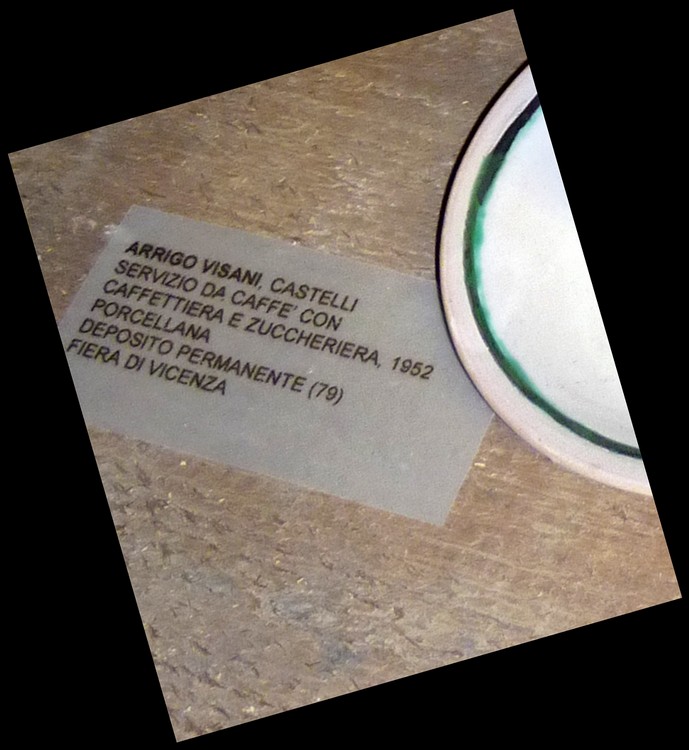 ARRIGO VISANI, CASTELLI
SERVIZIO DA CAFFE' CON
CAFFETTIERA E ZUCCHERIERA, 1952
PORCELLANA
DEPOSITO PERMANENTE (79)
FIERA DI VICENZA